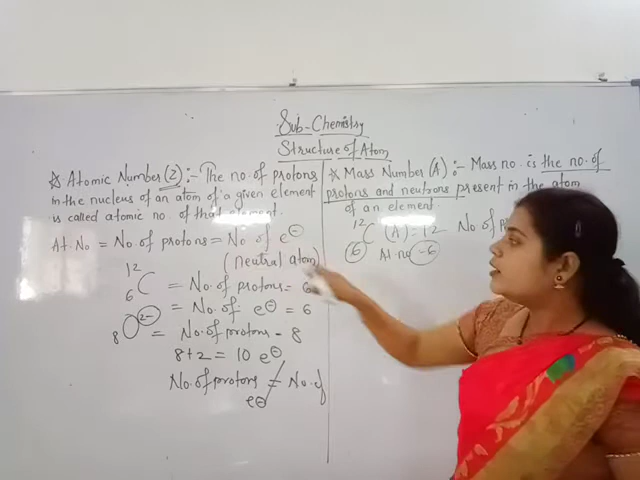 Sub-Chemistry
Structure of Atom
☆ Atomic Number (Z):- The no. of protons
in the nucleus of an atom of a given element
is called atomic no. of that element.
At. No = No of protons = No of e⊖
(neutral atom)
12
6 C = No of protons = 6
= No of e⊖ = 6
8 O 2- = No. of protons - 8
8+2 = 10 e⊖
No. of protons ≠ No. of
e⊖
☆ Mass Number (A):- Mass no. is the no. of
protons and neutrons present in the atom
of an element.
12
6 C (A) = 12 No of
At. no = 6